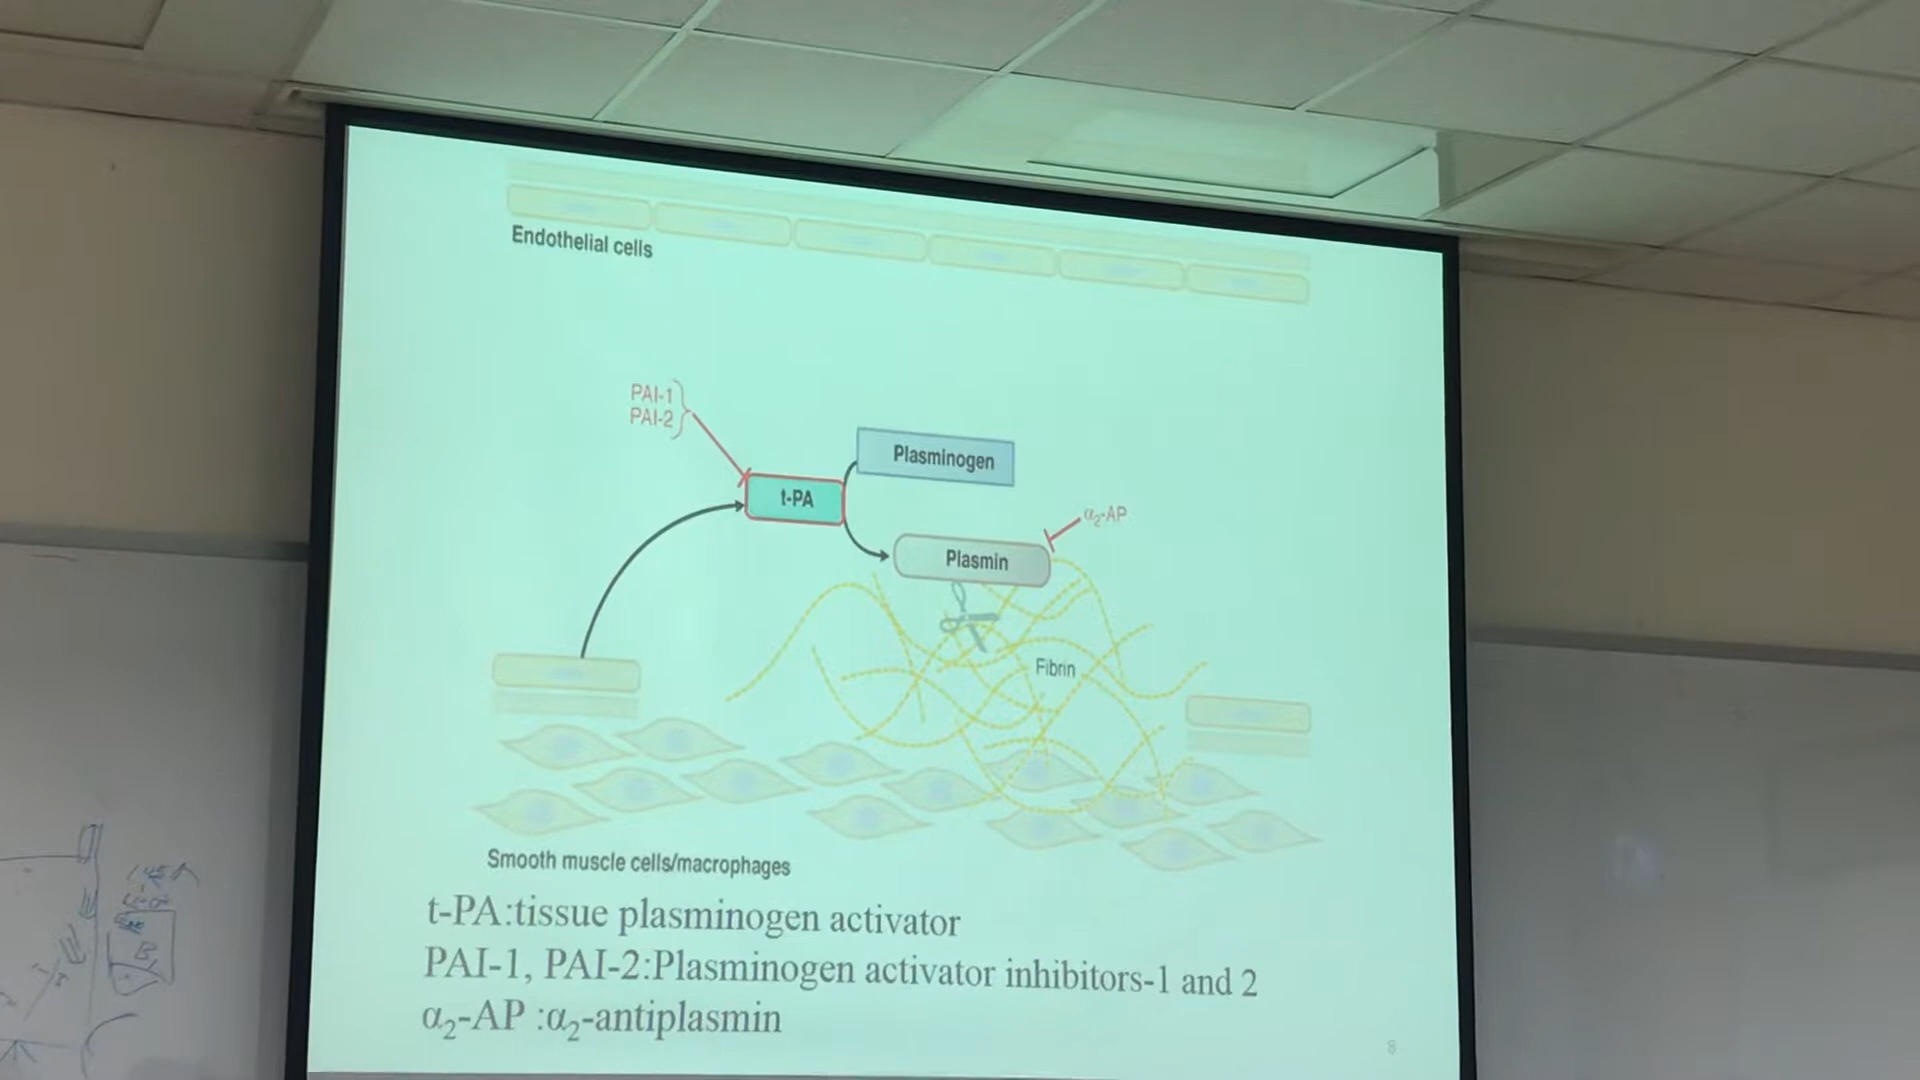 Endothelial cells
PAI-1
PAI-2
Plasminogen
t-PA
α₂-AP
Plasmin
Fibrin
Smooth muscle cells/macrophages
t-PA:tissue plasminogen activator
PAI-1, PAI-2:Plasminogen activator inhibitors-1 and 2
α₂-AP :α₂-antiplasmin
8